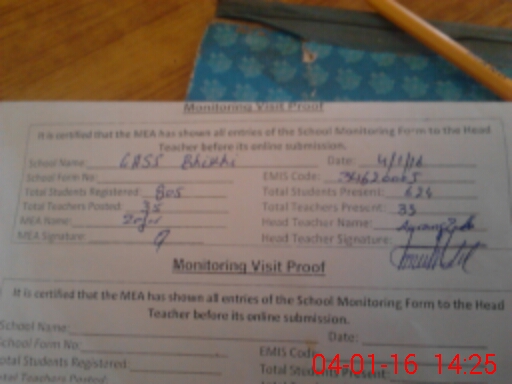 Monitoring Visit Proof
It is certified that the MEA has shown all entries of the School Monitoring Form to the Head
Teacher before its online submission.
School Name: GHSS Bhikhi Date: 4/1/16
School Form No: EMIS Code:
Total Students Registered: 805 Total Students Present: 624
Total Teachers Posted: 35 Total Teachers Present: 33
MEA Name: Head Teacher Name:
MEA Signature: Head Teacher Signature:
Monitoring Visit Proof
It is certified that the MEA has shown all entries of the School Monitoring Form to the Head
Teacher before its online submission.
School Name: Date:
School Form No: EMIS Code:
Total Students Registered: Total Students Present:
Total Teachers Posted:
04-01-16 14:25